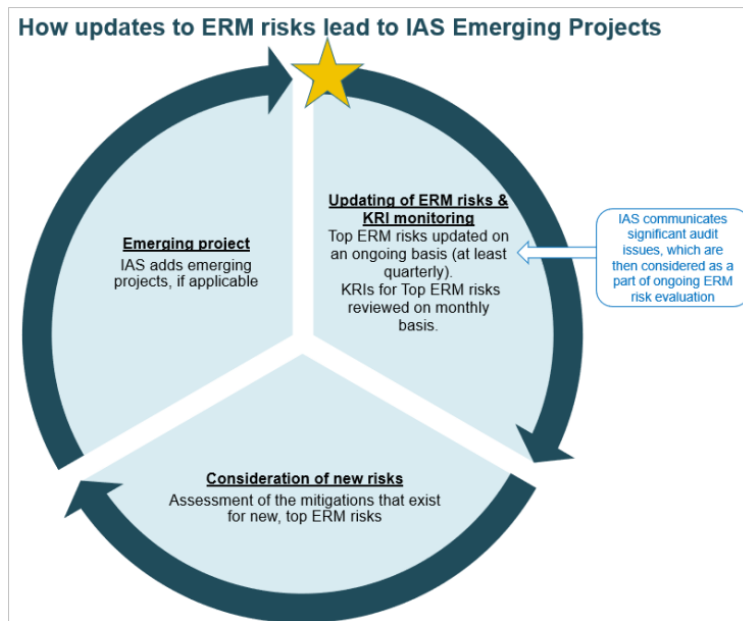 How updates to ERM risks lead to IAS Emerging Projects
Updating of ERM risks &
KRI monitoring
Top ERM risks updated on
an ongoing basis (at least
quarterly).
KRIs for Top ERM risks
reviewed on monthly
basis.
IAS communicates
significant audit
issues, which are
then considered as a
part of ongoing ERM
risk evaluation
Consideration of new risks
Assessment of the mitigations that exist
for new, top ERM risks
Emerging project
IAS adds emerging
projects, if applicable